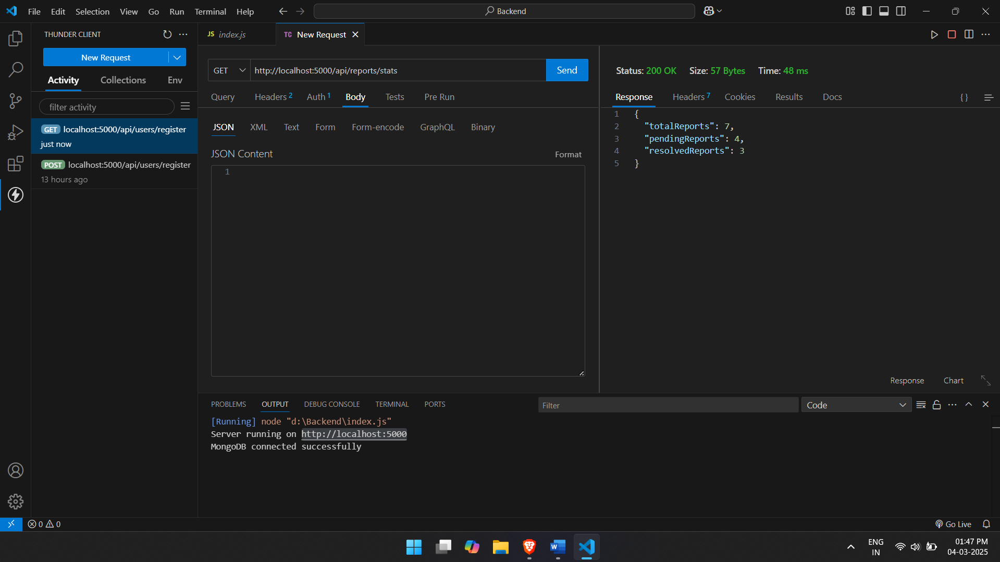 File Edit Selection View Go Run Terminal Help
Backend
THUNDER CLIENT
New Request
Activity Collections Env
filter activity
GET localhost:5000/api/users/register
just now
POST localhost:5000/api/users/register
13 hours ago
JS index.js
TC New Request
GET http://localhost:5000/api/reports/stats Send
Query Headers 2 Auth 1 Body Tests Pre Run
JSON XML Text Form Form-encode GraphQL Binary
JSON Content Format
1
Status: 200 OK Size: 57 Bytes Time: 48 ms
Response Headers 7 Cookies Results Docs {}
1 {
2 "totalReports": 7,
3 "pendingReports": 4,
4 "resolvedReports": 3
5 }
Response Chart
PROBLEMS OUTPUT DEBUG CONSOLE TERMINAL PORTS
Filter
Code
[Running] node "d:\Backend\index.js"
Server running on http://localhost:5000
MongoDB connected successfully
0 0
Go Live
W
ENG
IN
01:47 PM
04-03-2025